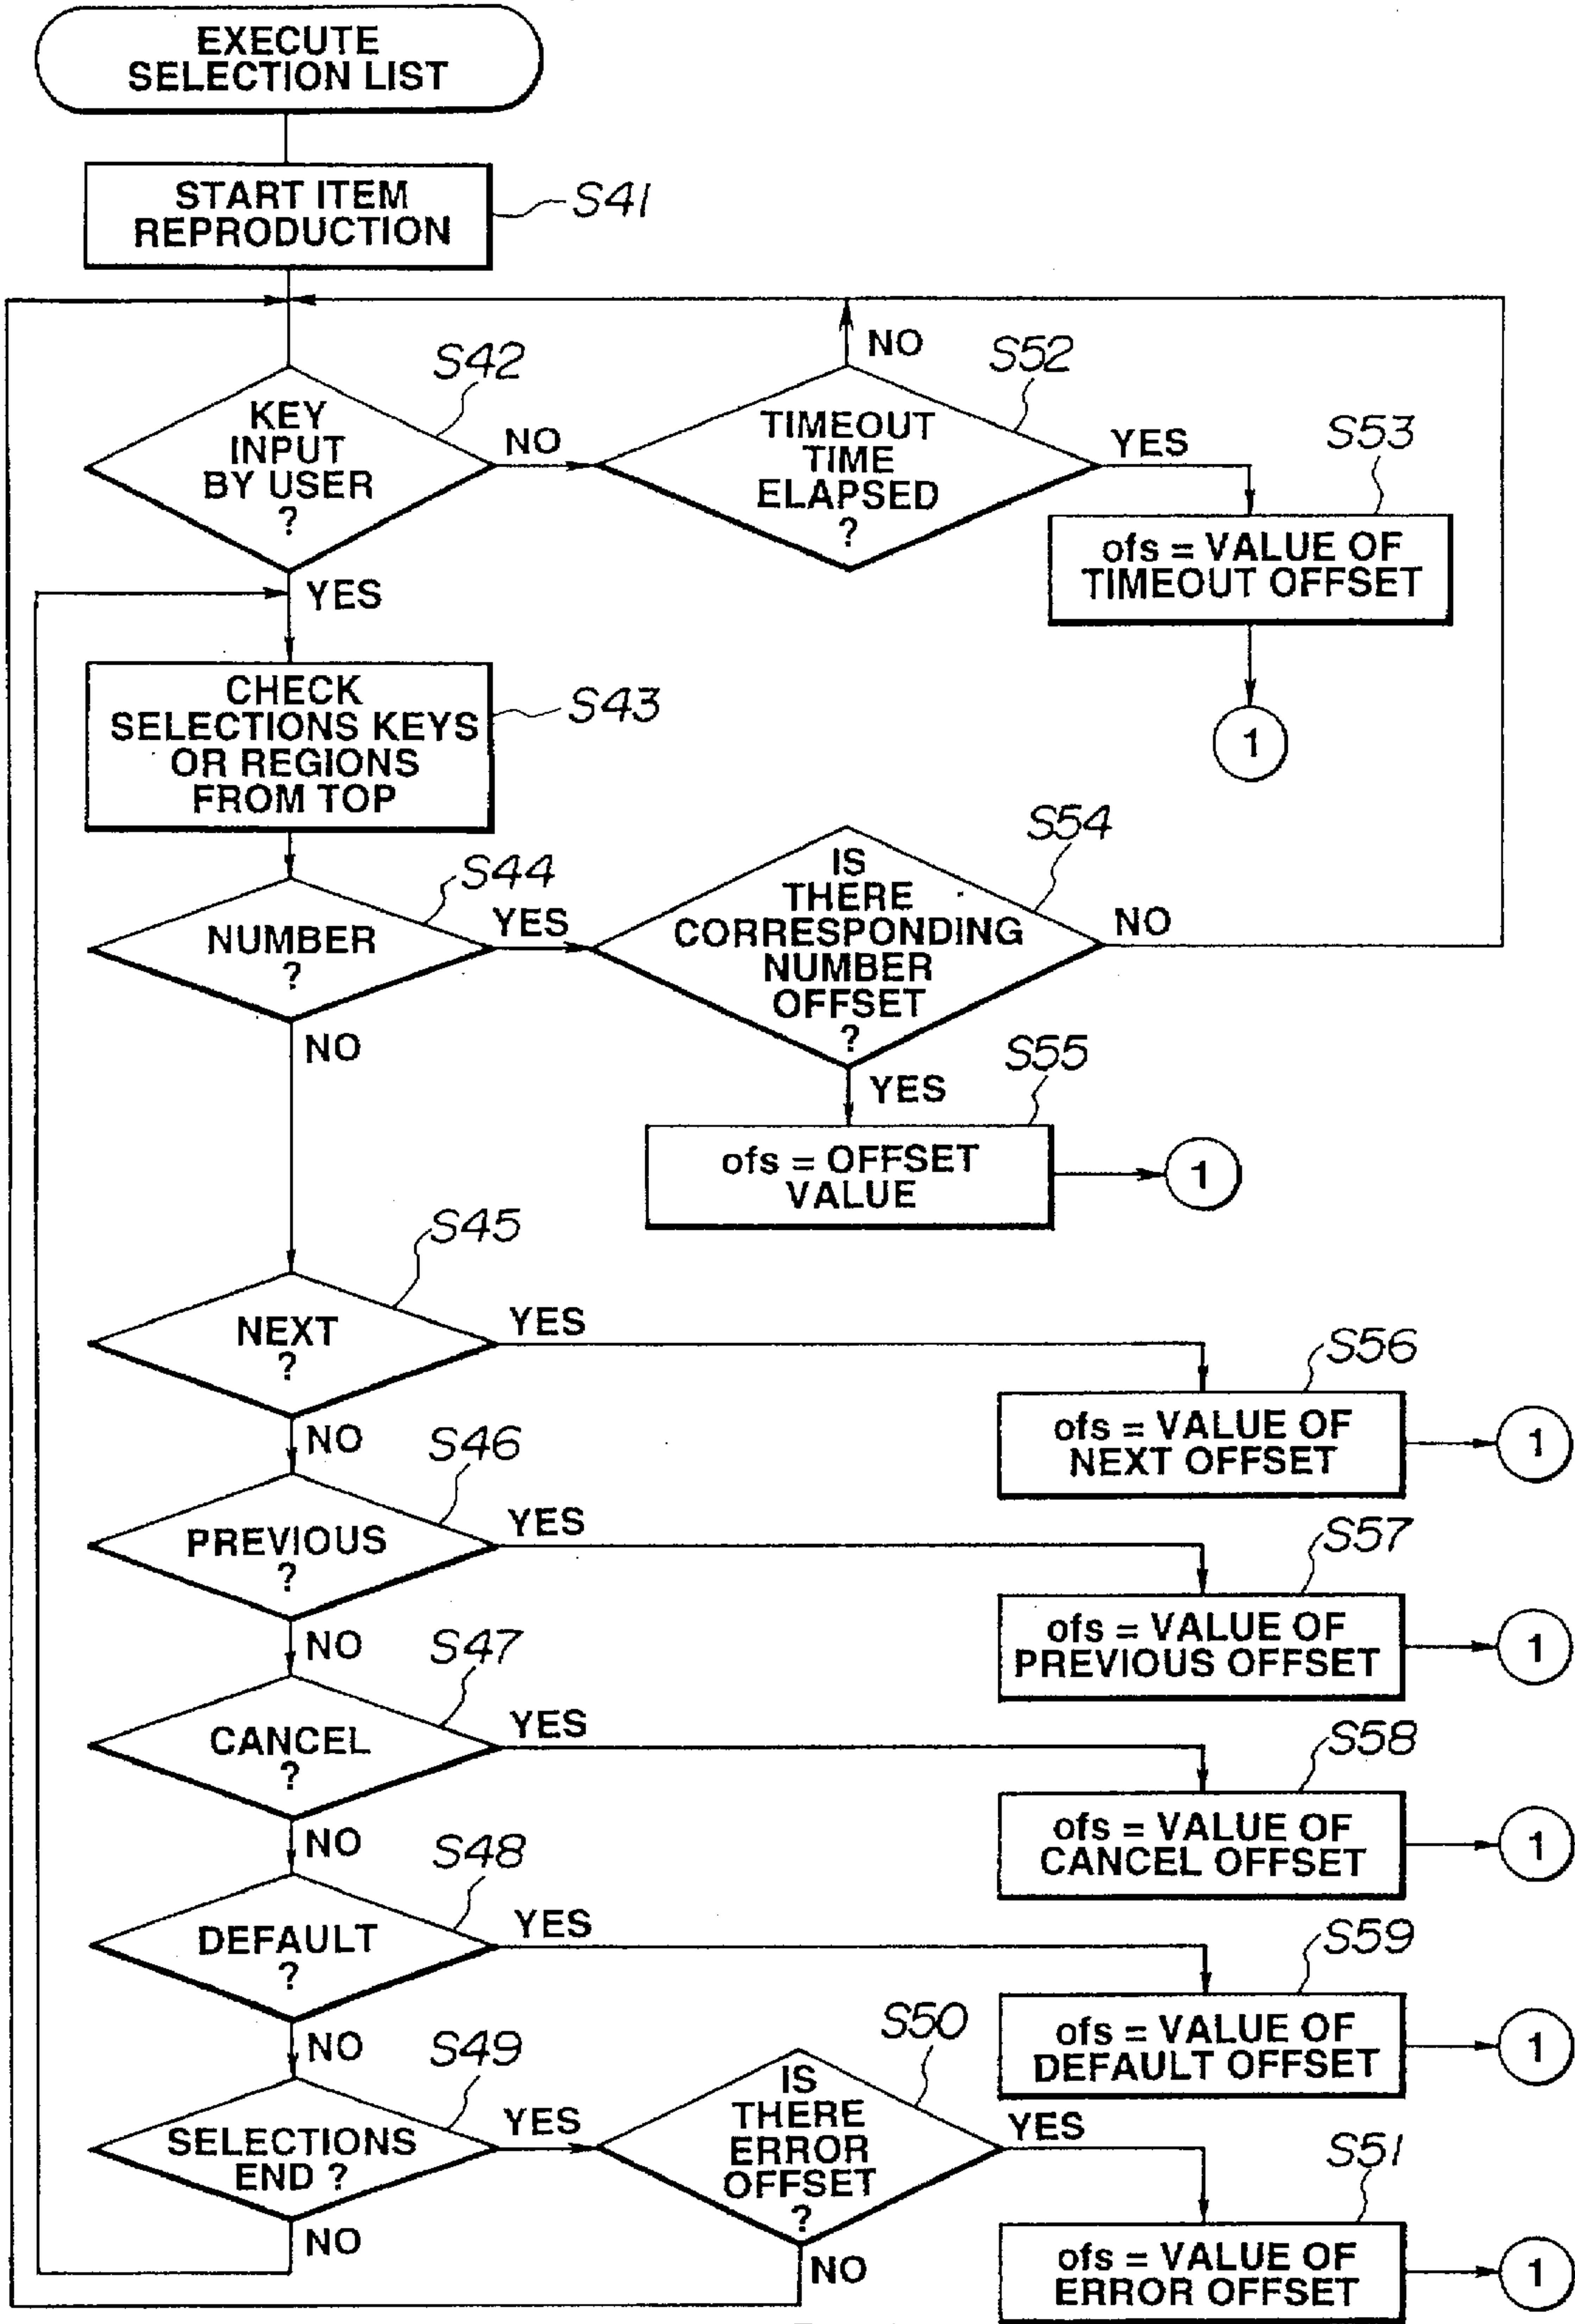 EXECUTE
SELECTION LIST
START ITEM
REPRODUCTION
S41
NO
S42
S52
KEY
INPUT
BY USER
?
NO
TIMEOUT
TIME
ELAPSED
?
YES
S53
ofs = VALUE OF
TIMEOUT OFFSET
YES
1
CHECK
SELECTIONS KEYS
OR REGIONS
FROM TOP
S43
S44
NUMBER
?
YES
S54
IS
THERE
CORRESPONDING
NUMBER
OFFSET
?
NO
NO
YES
S55
ofs = OFFSET
VALUE
1
S45
NEXT
?
YES
S56
ofs = VALUE OF
NEXT OFFSET
1
NO
S46
PREVIOUS
?
YES
S57
ofs = VALUE OF
PREVIOUS OFFSET
1
NO
S47
CANCEL
?
YES
S58
ofs = VALUE OF
CANCEL OFFSET
1
NO
S48
DEFAULT
?
YES
S59
ofs = VALUE OF
DEFAULT OFFSET
1
NO
S49
SELECTIONS
END ?
YES
S50
IS
THERE
ERROR
OFFSET
?
YES
S51
ofs = VALUE OF
ERROR OFFSET
1
NO
NO